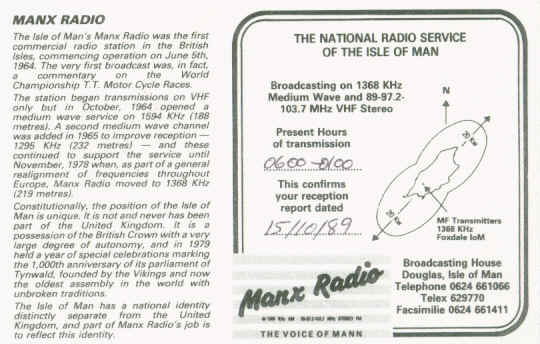 MANX RADIO
The Isle of Man's Manx Radio was the first
commercial radio station in the British
Isles, commencing operation on June 5th,
1964. The very first broadcast was, in fact,
a commentary on the World
Championship T.T. Motor Cycle Races.
The station began transmissions on VHF
only but in October, 1964 opened a
medium wave service on 1594 KHz (188
metres). A second medium wave channel
was added in 1965 to improve reception —
1295 KHz (232 metres) — and these
continued to support the service until
November, 1978 when, as part of a general
realignment of frequencies throughout
Europe, Manx Radio moved to 1368 KHz
(219 metres).
Constitutionally, the position of the Isle of
Man is unique. It is not and never has been
part of the United Kingdom. It is a
possession of the British Crown with a very
large degree of autonomy, and in 1979
held a year of special celebrations marking
the 1,000th anniversary of its parliament of
Tynwald, founded by the Vikings and now
the oldest assembly in the world with
unbroken traditions.
The Isle of Man has a national identity
distinctly separate from the United
Kingdom, and part of Manx Radio's job is
to reflect this identity.
THE NATIONAL RADIO SERVICE
OF THE ISLE OF MAN
Broadcasting on 1368 KHz
Medium Wave and 89-97.2-
103.7 MHz VHF Stereo
Present Hours
of transmission
0600 - 0100
This confirms
your reception
report dated
15/10/89
N
20 KW
20 KW
MF Transmitters
1368 KHz
Foxdale IoM
Manx Radio
THE VOICE OF MANN
Broadcasting House
Douglas, Isle of Man
Telephone 0624 661066
Telex 629770
Facsimilie 0624 661411